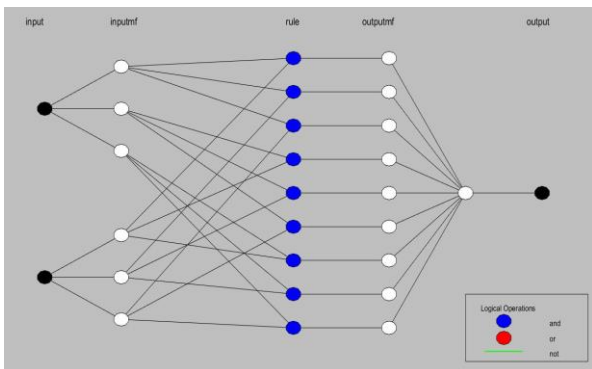 input inputmf rule outputmf output
Logical Operations
and
or
not